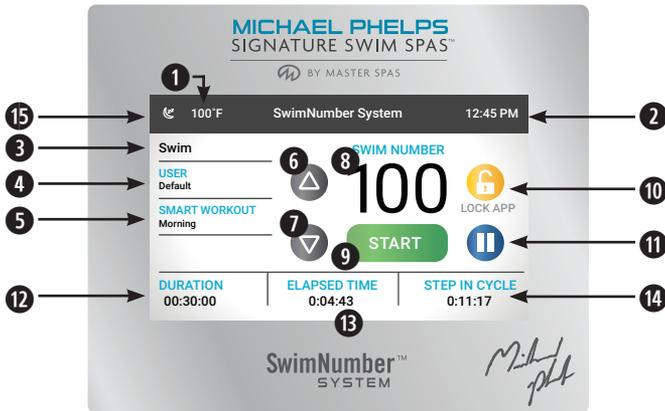 MICHAEL PHELPS
SIGNATURE SWIM SPAS™
BY MASTER SPAS
1
15
100°F
SwimNumber System
12:45 PM
2
3
Swim
6
8
SWIM NUMBER
4
USER
Default
100
10
LOCK APP
5
SMART WORKOUT
Morning
7
9
START
11
12
DURATION
00:30:00
ELAPSED TIME
0:04:43
STEP IN CYCLE
0:11:17
14
13
SwimNumber™
SYSTEM